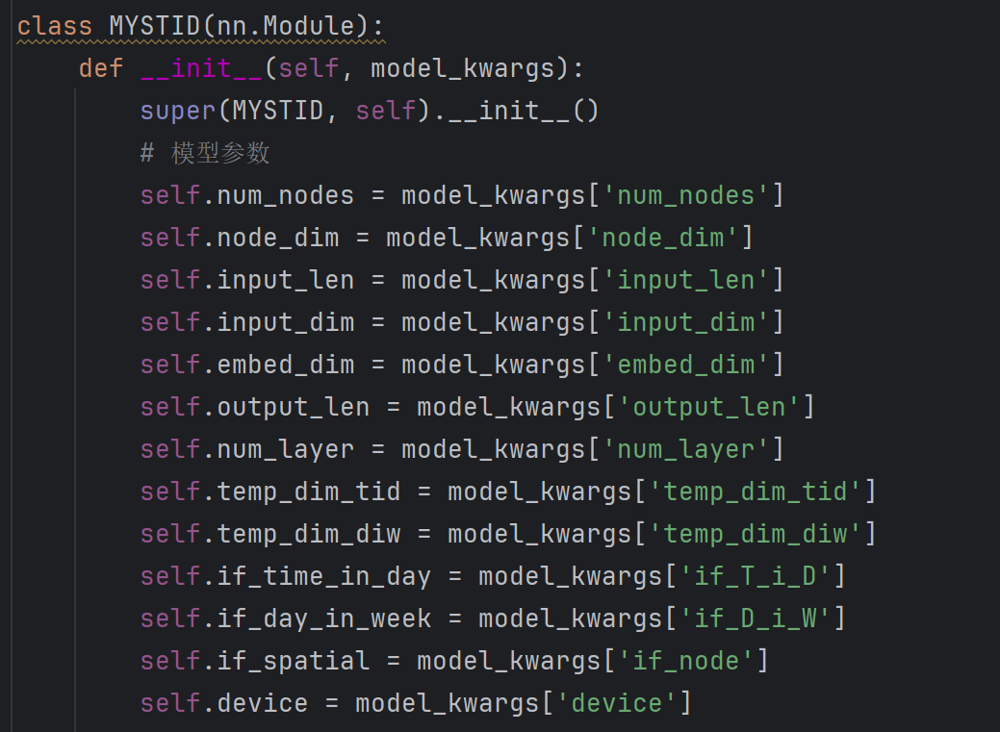 class MYSTID(nn.Module):
    def __init__(self, model_kwargs):
        super(MYSTID, self).__init__()
        # 模型参数
        self.num_nodes = model_kwargs['num_nodes']
        self.node_dim = model_kwargs['node_dim']
        self.input_len = model_kwargs['input_len']
        self.input_dim = model_kwargs['input_dim']
        self.embed_dim = model_kwargs['embed_dim']
        self.output_len = model_kwargs['output_len']
        self.num_layer = model_kwargs['num_layer']
        self.temp_dim_tid = model_kwargs['temp_dim_tid']
        self.temp_dim_diw = model_kwargs['temp_dim_diw']
        self.if_time_in_day = model_kwargs['if_T_i_D']
        self.if_day_in_week = model_kwargs['if_D_i_W']
        self.if_spatial = model_kwargs['if_node']
        self.device = model_kwargs['device']